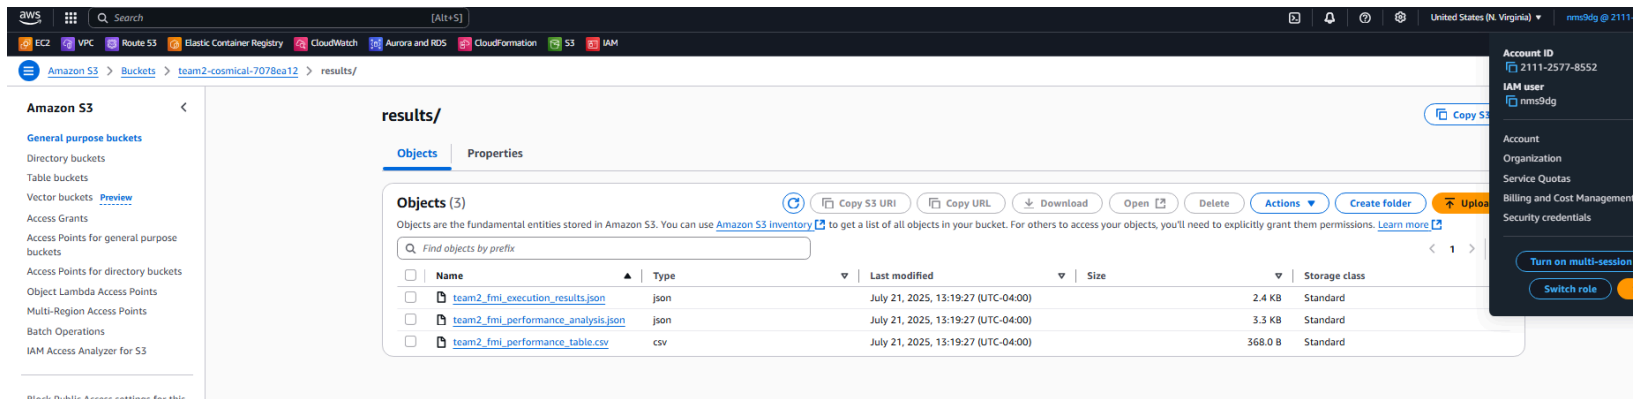 aws
Search [Alt+S] United States (N. Virginia) ▼ nms9dg @ 2111-
EC2 VPC Route 53 Elastic Container Registry CloudWatch Aurora and RDS CloudFormation S3 IAM
Amazon S3 > Buckets > team2-cosmical-7078ea12 > results/
Account ID
2111-2577-8552
IAM user
nms9dg
Account
Organization
Service Quotas
Billing and Cost Management
Security credentials
Turn on multi-session
Switch role
Amazon S3
General purpose buckets
Directory buckets
Table buckets
Vector buckets Preview
Access Grants
Access Points for general purpose
buckets
Access Points for directory buckets
Object Lambda Access Points
Multi-Region Access Points
Batch Operations
IAM Access Analyzer for S3
Block Public Access settings for this
results/
Copy S3
Objects Properties
Objects (3)
Copy S3 URI Copy URL Download Open Delete Actions ▼ Create folder Uploa
Objects are the fundamental entities stored in Amazon S3. You can use Amazon S3 inventory to get a list of all objects in your bucket. For others to access your objects, you'll need to explicitly grant them permissions. Learn more
Find objects by prefix
1
Name Type Last modified Size Storage class
team2_fmi_execution_results.json json July 21, 2025, 13:19:27 (UTC-04:00) 2.4 KB Standard
team2_fmi_performance_analysis.json json July 21, 2025, 13:19:27 (UTC-04:00) 3.3 KB Standard
team2_fmi_performance_table.csv csv July 21, 2025, 13:19:27 (UTC-04:00) 368.0 B Standard